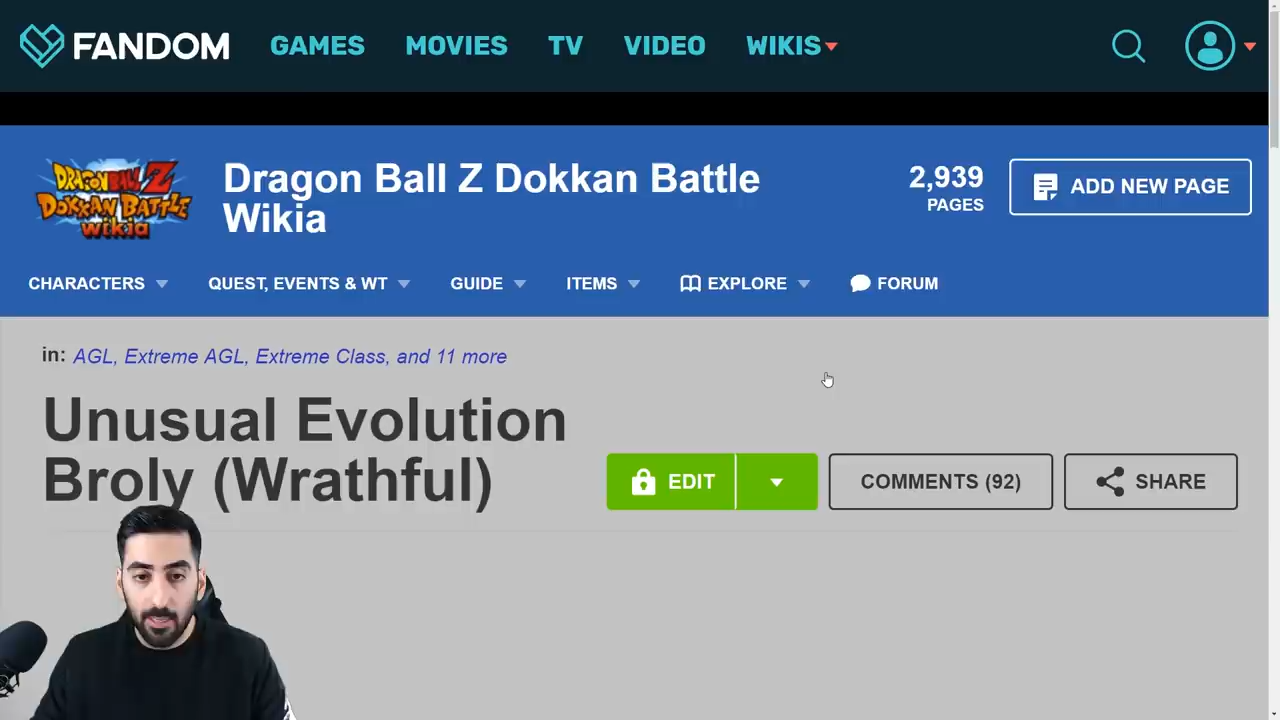 FANDOM GAMES MOVIES TV VIDEO WIKIS
DRAGON BALL Z
DOKKAN BATTLE
wikia
Dragon Ball Z Dokkan Battle
Wikia
2,939
PAGES
ADD NEW PAGE
CHARACTERS QUEST, EVENTS & WT GUIDE ITEMS EXPLORE FORUM
in: AGL, Extreme AGL, Extreme Class, and 11 more
Unusual Evolution
Broly (Wrathful)
EDIT COMMENTS (92) SHARE